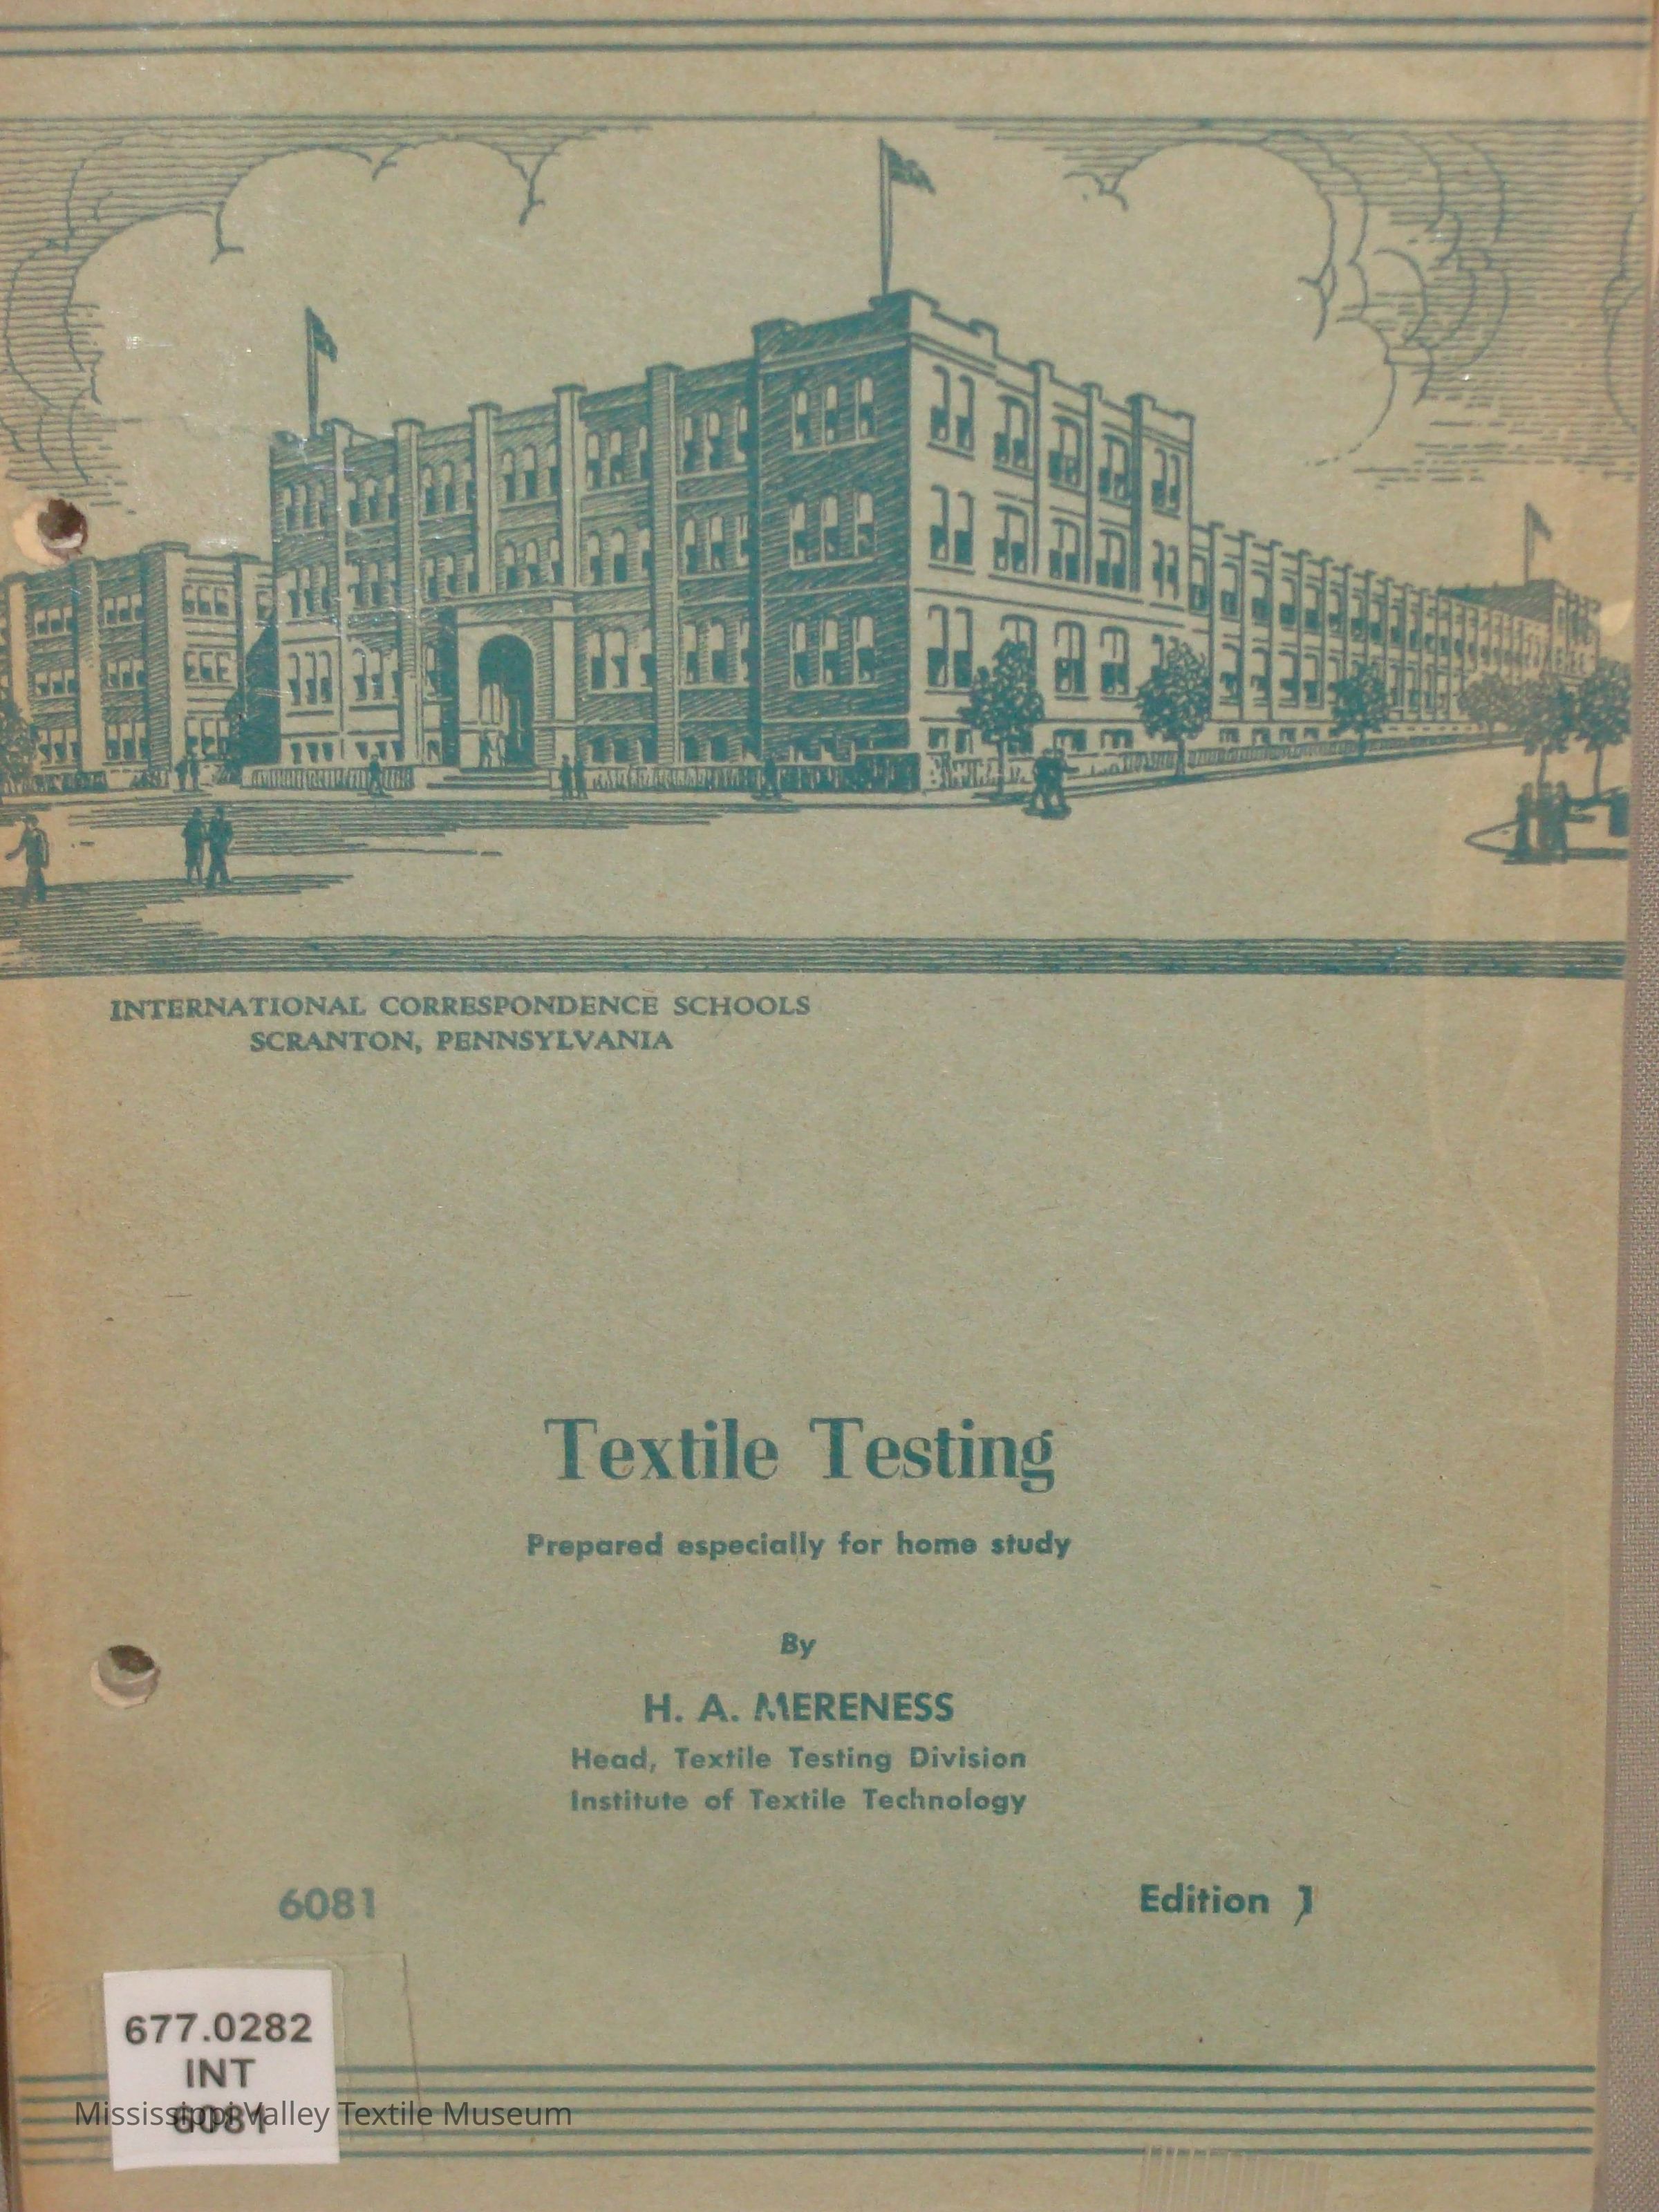 INTERNATIONAL CORRESPONDENCE SCHOOLS
SCRANTON, PENNSYLVANIA
Textile Testing
Prepared especially for home study
By
H. A. MERENESS
Head, Textile Testing Division
Institute of Textile Technology
6081
Edition 1
677.0282
INT
6081
Mississippi Valley Textile Museum